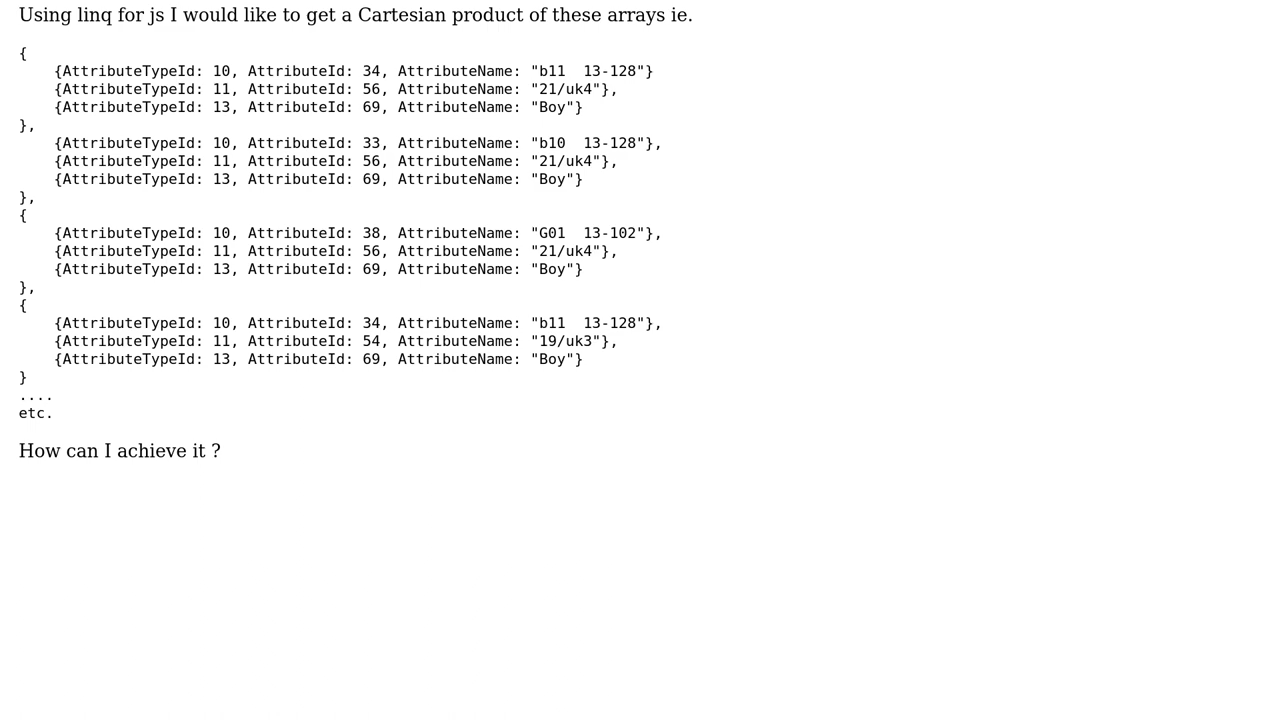 Using linq for js I would like to get a Cartesian product of these arrays ie.
{
    {AttributeTypeId: 10, AttributeId: 34, AttributeName: "b11  13-128"}
    {AttributeTypeId: 11, AttributeId: 56, AttributeName: "21/uk4"},
    {AttributeTypeId: 13, AttributeId: 69, AttributeName: "Boy"}
},
    {AttributeTypeId: 10, AttributeId: 33, AttributeName: "b10  13-128"},
    {AttributeTypeId: 11, AttributeId: 56, AttributeName: "21/uk4"},
    {AttributeTypeId: 13, AttributeId: 69, AttributeName: "Boy"}
},
{
    {AttributeTypeId: 10, AttributeId: 38, AttributeName: "G01  13-102"},
    {AttributeTypeId: 11, AttributeId: 56, AttributeName: "21/uk4"},
    {AttributeTypeId: 13, AttributeId: 69, AttributeName: "Boy"}
},
{
    {AttributeTypeId: 10, AttributeId: 34, AttributeName: "b11  13-128"},
    {AttributeTypeId: 11, AttributeId: 54, AttributeName: "19/uk3"},
    {AttributeTypeId: 13, AttributeId: 69, AttributeName: "Boy"}
}
....
etc.
How can I achieve it ?